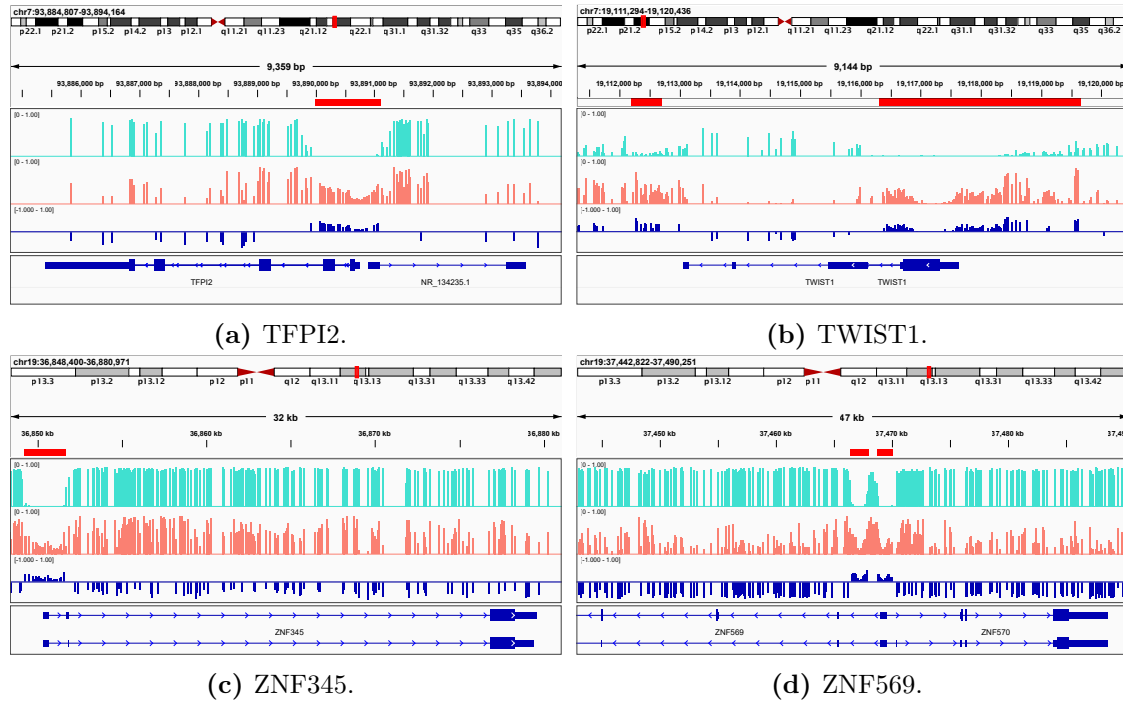 chr7:93,884,807-93,894,164
p22.1 p21.2 p15.2 p14.2 p13 p12.1 q11.21 q11.23 q21.12 q22.1 q31.1 q31.32 q33 q35 q36.2
9,359 bp
93,886,000 bp 93,887,000 bp 93,888,000 bp 93,889,000 bp 93,890,000 bp 93,891,000 bp 93,892,000 bp 93,893,000 bp 93,894,000 bp
[0 - 1.00]
[0 - 1.00]
[-1.000 - 1.00]
TFPI2 NR_134235.1
(a) TFPI2.
chr7:19,111,294-19,120,436
p22.1 p21.2 p15.2 p14.2 p13 p12.1 q11.21 q11.23 q21.12 q22.1 q31.1 q31.32 q33 q35 q36.2
9,144 bp
19,112,000 bp 19,113,000 bp 19,114,000 bp 19,115,000 bp 19,116,000 bp 19,117,000 bp 19,118,000 bp 19,119,000 bp 19,120,000 bp
[0 - 1.00]
[0 - 1.00]
[-1.000 - 1.00]
TWIST1 TWIST1
(b) TWIST1.
chr19:36,848,400-36,880,971
p13.3 p13.2 p13.12 p12 p11 q12 q13.11 q13.13 q13.31 q13.33 q13.42
32 kb
36,850 kb 36,860 kb 36,870 kb 36,880 kb
[0 - 1.00]
[0 - 1.00]
[-1.000 - 1.00]
ZNF345
(c) ZNF345.
chr19:37,442,822-37,490,251
p13.3 p13.2 p13.12 p12 p11 q12 q13.11 q13.13 q13.31 q13.33 q13.42
47 kb
37,450 kb 37,460 kb 37,470 kb 37,480 kb
[0 - 1.00]
[0 - 1.00]
[-1.000 - 1.00]
ZNF569 ZNF570
(d) ZNF569.